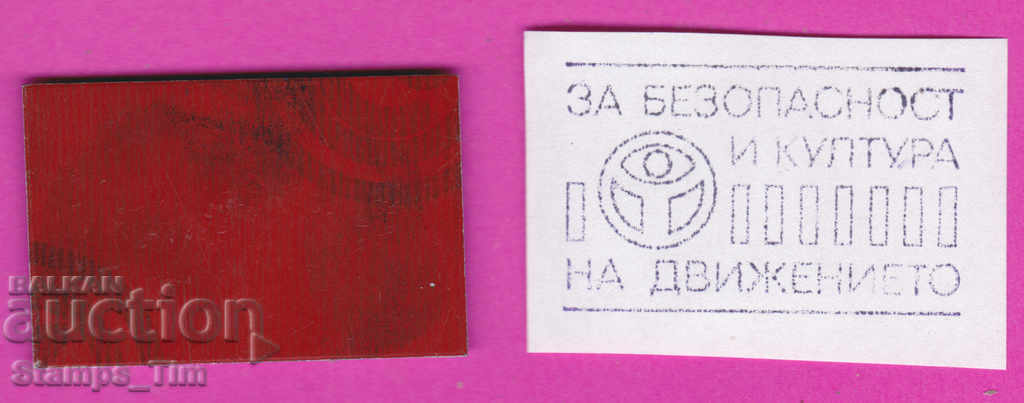 ЗА БЕЗОПАСНОСТ
И КУЛТУРА
НА ДВИЖЕНИЕТО
BALKAN
auction
Stamps_Tim